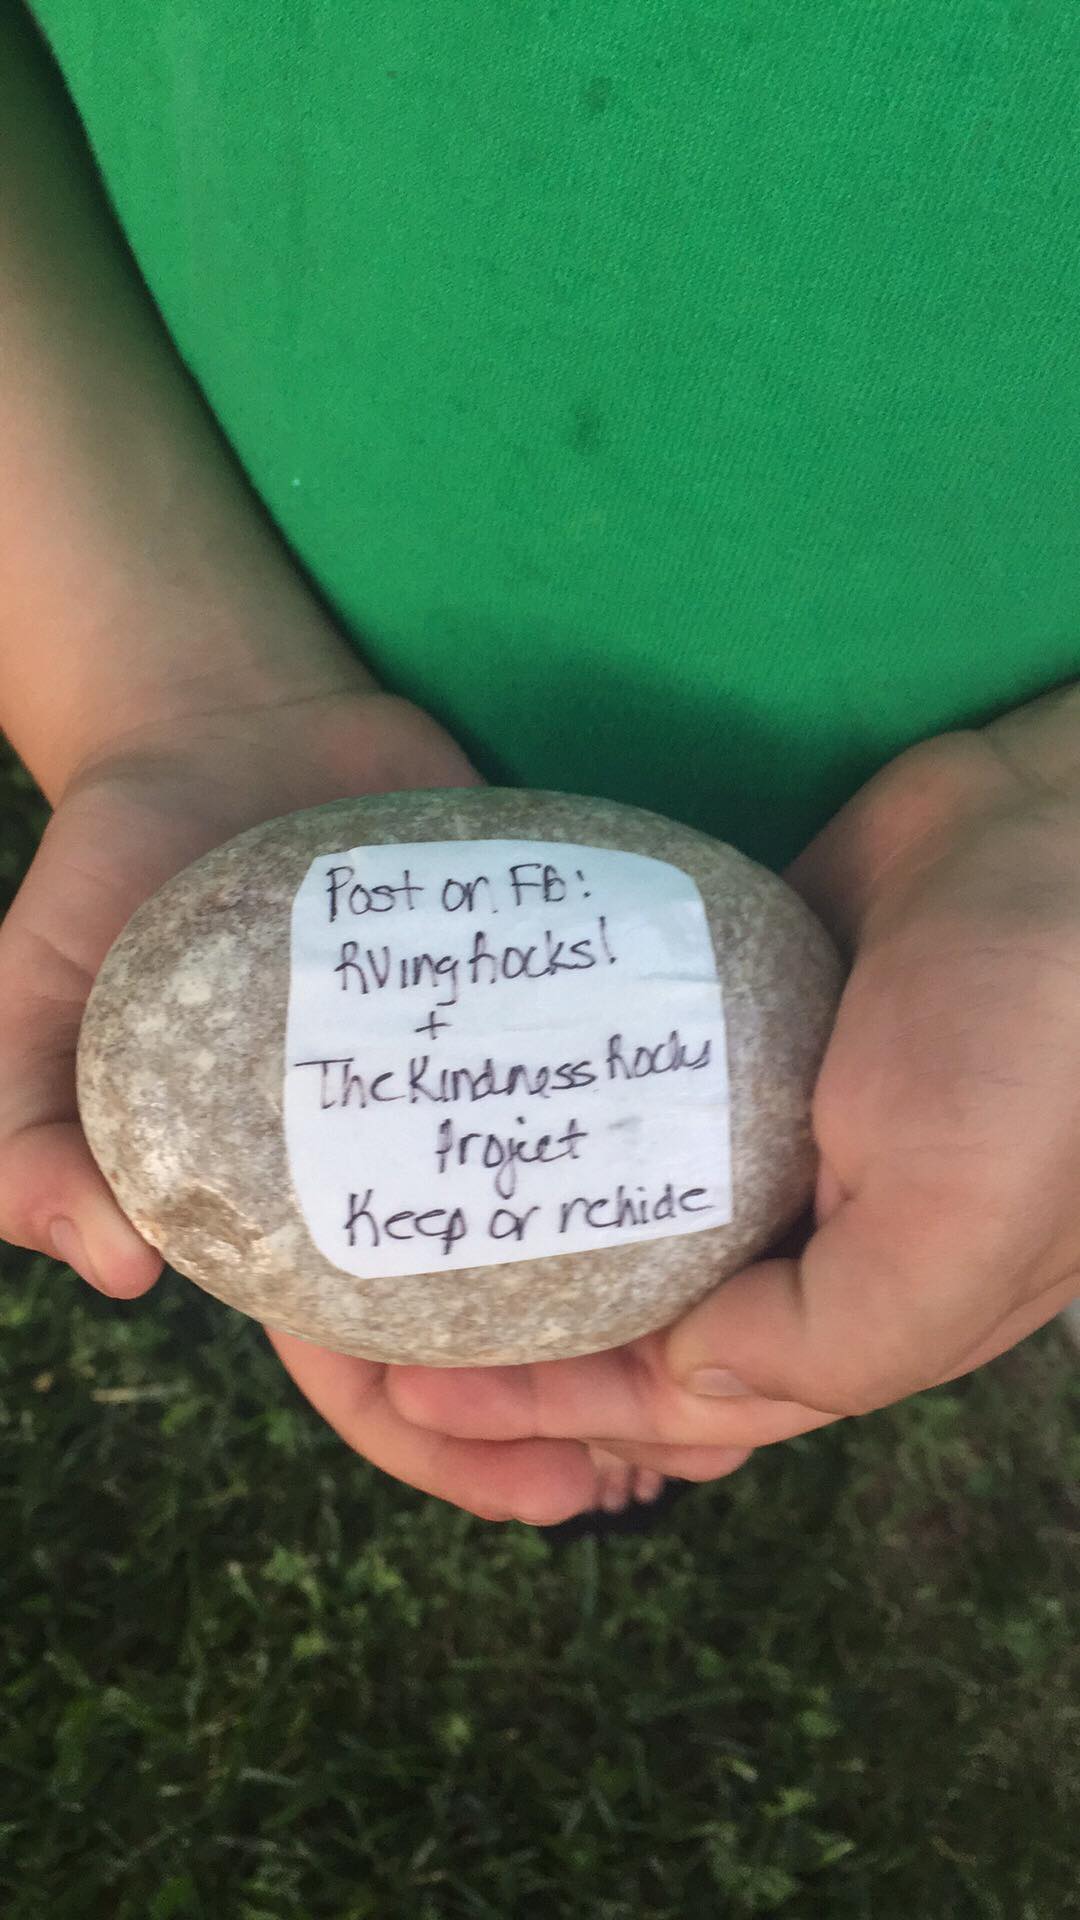 Post on FB:
RVing Rocks!
+
The Kindness Rocks
Project
Keep or rehide